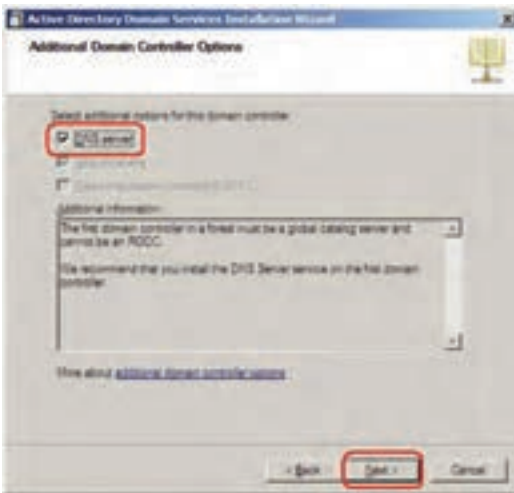 Active Directory Domain Services Installation Wizard
Additional Domain Controller Options
Select additional options for this domain controller
DNS server
Additional information:
The first domain controller in a forest must be a global catalog server and
cannot be an RODC.
We recommend that you install the DNS Server service on the first domain
controller.
More about additional domain controller options
< Back
Next >
Cancel